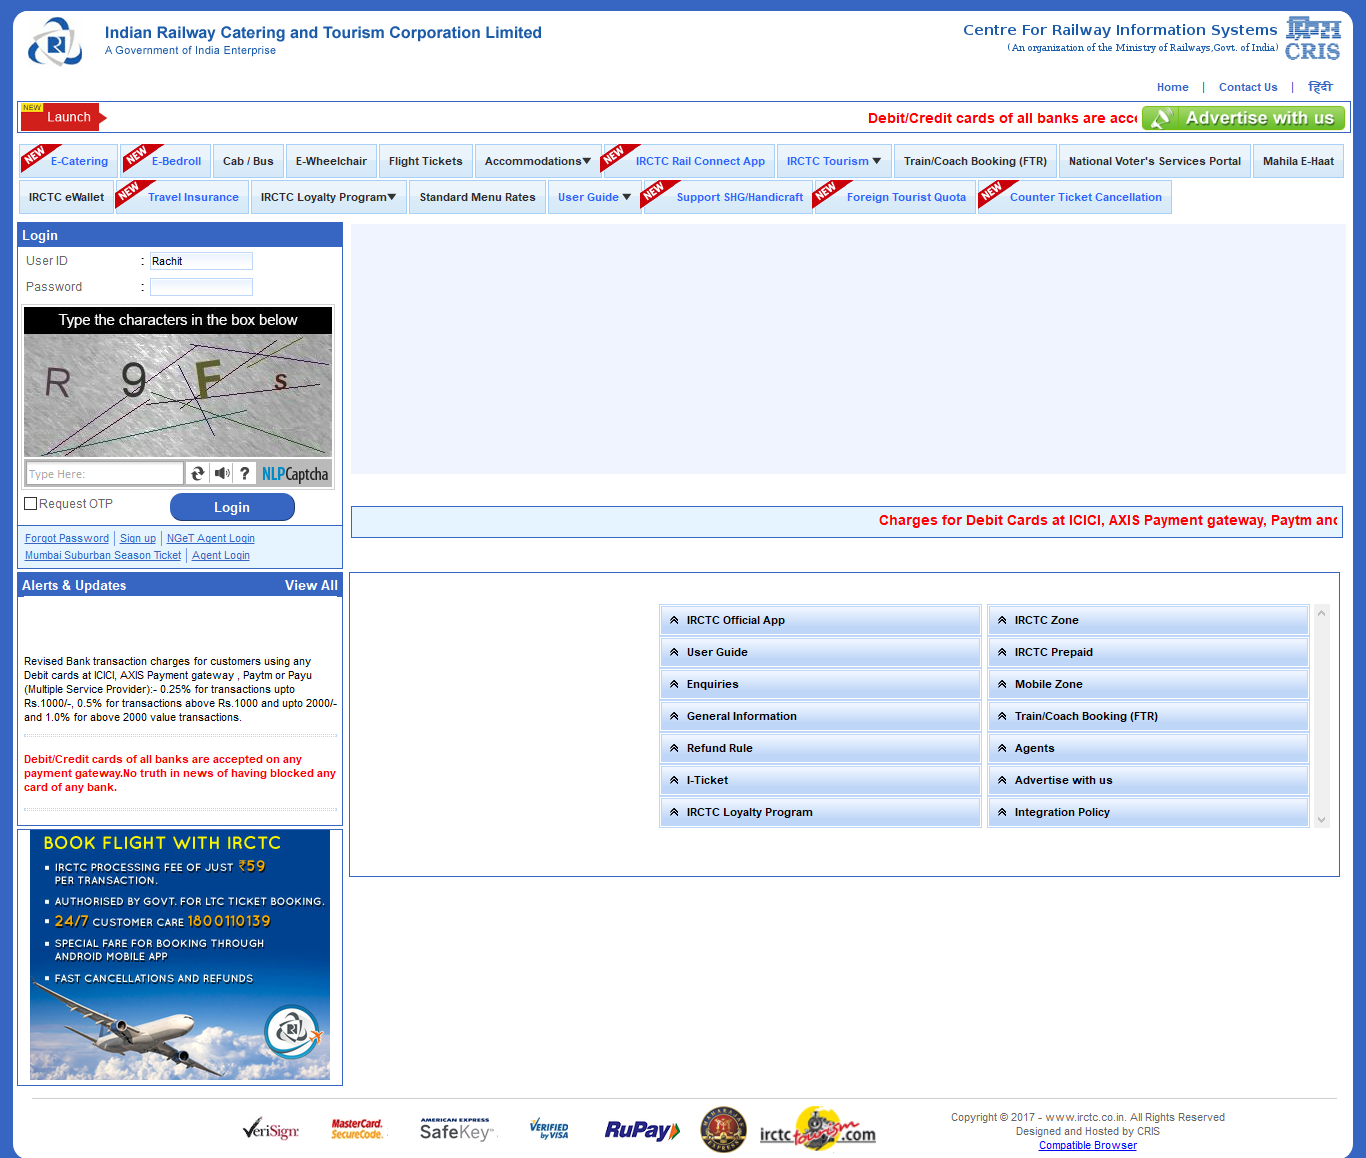 Indian Railway Catering and Tourism Corporation Limited
A Government of India Enterprise
Centre For Railway Information Systems
(An organization of the Ministry of Railways,Govt. of India)
CRIS
Home | Contact Us | हिंदी
NEW
Launch
Debit/Credit cards of all banks are acce
Advertise with us
NEW E-Catering NEW E-Bedroll Cab / Bus E-Wheelchair Flight Tickets Accommodations NEW IRCTC Rail Connect App IRCTC Tourism Train/Coach Booking (FTR) National Voter's Services Portal Mahila E-Haat
IRCTC eWallet NEW Travel Insurance IRCTC Loyalty Program Standard Menu Rates User Guide NEW Support SHG/Handicraft NEW Foreign Tourist Quota NEW Counter Ticket Cancellation
Login
User ID : Rachit
Password :
Type the characters in the box below
R 9 F s
Type Here:
? NLPCaptcha
Request OTP
Login
Forgot Password | Sign up | NGeT Agent Login
Mumbai Suburban Season Ticket | Agent Login
Charges for Debit Cards at ICICI, AXIS Payment gateway, Paytm and
Alerts & Updates View All
Revised Bank transaction charges for customers using any
Debit cards at ICICI, AXIS Payment gateway , Paytm or Payu
(Multiple Service Provider):- 0.25% for transactions upto
Rs.1000/-, 0.5% for transactions above Rs.1000 and upto 2000/-
and 1.0% for above 2000 value transactions.
Debit/Credit cards of all banks are accepted on any
payment gateway.No truth in news of having blocked any
card of any bank.
IRCTC Official App
User Guide
Enquiries
General Information
Refund Rule
I-Ticket
IRCTC Loyalty Program
IRCTC Zone
IRCTC Prepaid
Mobile Zone
Train/Coach Booking (FTR)
Agents
Advertise with us
Integration Policy
BOOK FLIGHT WITH IRCTC
IRCTC PROCESSING FEE OF JUST ₹59
PER TRANSACTION.
AUTHORISED BY GOVT. FOR LTC TICKET BOOKING.
24/7 CUSTOMER CARE 1800110139
SPECIAL FARE FOR BOOKING THROUGH
ANDROID MOBILE APP
FAST CANCELLATIONS AND REFUNDS
VeriSign
MasterCard.
SecureCode.
AMERICAN EXPRESS
SafeKey
VERIFIED
by VISA
RuPay
irctctourism.com
Copyright © 2017 - www.irctc.co.in. All Rights Reserved
Designed and Hosted by CRIS
Compatible Browser